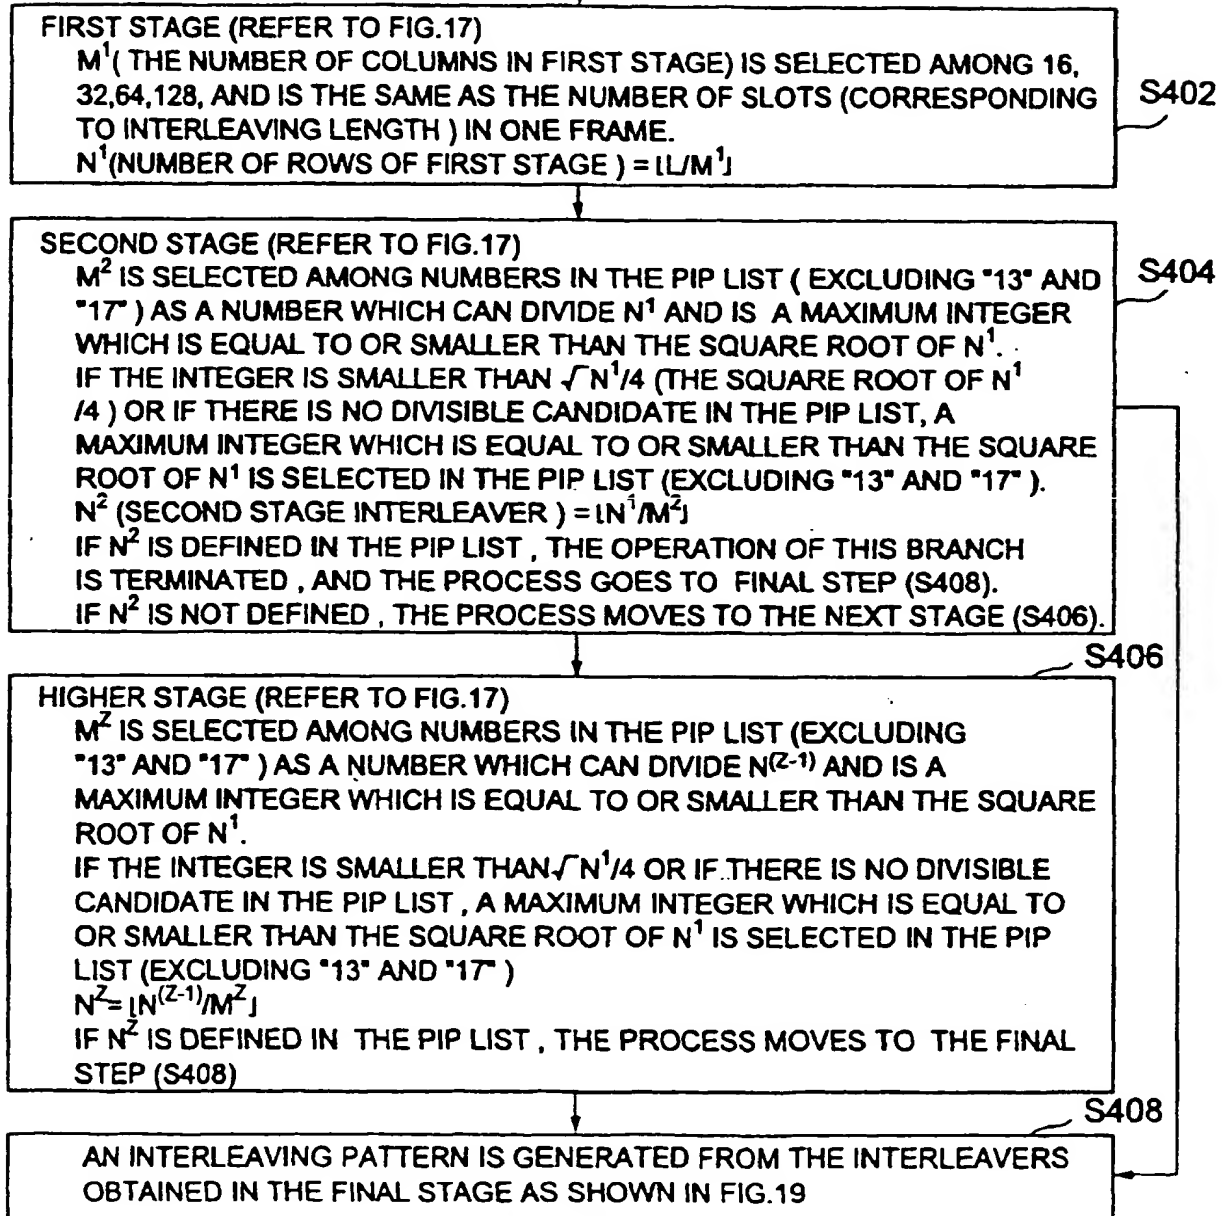 FIRST STAGE (REFER TO FIG.17)
M¹( THE NUMBER OF COLUMNS IN FIRST STAGE) IS SELECTED AMONG 16,
32,64,128, AND IS THE SAME AS THE NUMBER OF SLOTS (CORRESPONDING
TO INTERLEAVING LENGTH ) IN ONE FRAME.
N¹(NUMBER OF ROWS OF FIRST STAGE ) = ⌊L/M¹⌋
S402
SECOND STAGE (REFER TO FIG.17)
M² IS SELECTED AMONG NUMBERS IN THE PIP LIST ( EXCLUDING "13" AND
"17" ) AS A NUMBER WHICH CAN DIVIDE N¹ AND IS A MAXIMUM INTEGER
WHICH IS EQUAL TO OR SMALLER THAN THE SQUARE ROOT OF N¹.
IF THE INTEGER IS SMALLER THAN √N¹/4 (THE SQUARE ROOT OF N¹
/4 ) OR IF THERE IS NO DIVISIBLE CANDIDATE IN THE PIP LIST, A
MAXIMUM INTEGER WHICH IS EQUAL TO OR SMALLER THAN THE SQUARE
ROOT OF N¹ IS SELECTED IN THE PIP LIST (EXCLUDING "13" AND "17" ).
N² (SECOND STAGE INTERLEAVER ) = ⌊N¹/M²⌋
IF N² IS DEFINED IN THE PIP LIST , THE OPERATION OF THIS BRANCH
IS TERMINATED , AND THE PROCESS GOES TO FINAL STEP (S408).
IF N² IS NOT DEFINED , THE PROCESS MOVES TO THE NEXT STAGE (S406).
S404
S406
HIGHER STAGE (REFER TO FIG.17)
M^Z IS SELECTED AMONG NUMBERS IN THE PIP LIST (EXCLUDING
"13" AND "17" ) AS A NUMBER WHICH CAN DIVIDE N^(Z-1) AND IS A
MAXIMUM INTEGER WHICH IS EQUAL TO OR SMALLER THAN THE SQUARE
ROOT OF N¹.
IF THE INTEGER IS SMALLER THAN √N¹/4 OR IF THERE IS NO DIVISIBLE
CANDIDATE IN THE PIP LIST , A MAXIMUM INTEGER WHICH IS EQUAL TO
OR SMALLER THAN THE SQUARE ROOT OF N¹ IS SELECTED IN THE PIP
LIST (EXCLUDING "13" AND "17" )
N^Z= ⌊N^(Z-1)/M^Z⌋
IF N^Z IS DEFINED IN THE PIP LIST , THE PROCESS MOVES TO THE FINAL
STEP (S408)
S408
AN INTERLEAVING PATTERN IS GENERATED FROM THE INTERLEAVERS
OBTAINED IN THE FINAL STAGE AS SHOWN IN FIG.19